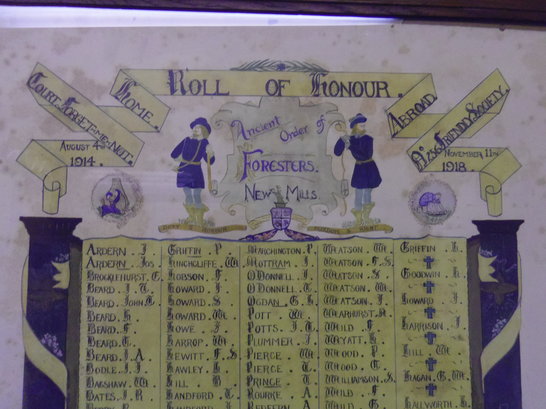 ROLL OF HONOUR.
HOME.
ABROAD.
COURT FORGET-ME-NOT,
FRIENDLY SOCIETY.
AUGUST 4TH
1914.
NOVEMBER 11TH
1918.
Ancient Order of
FORESTERS.
NEW MILLS.
ARDERN. J.
ARDERN. Jos
BROCKLEHURST. C.
BEARD. J. W.
BEARD. JOHN. T.
BEARD. H.
BEARD. F.
BEARD. T.
BEARD. J. A.
BODLE. J. I.
BAGSHAW. W.
BATES. J. R.
GRIFFIN. P.
HINCHCLIFFE. W.
HOBSON. F.
HOWARD. J.
HOWARD. S.
HOWARD. W.
HOWE. J.
HARROP. W.
HEWITT. F. S.
HAWLEY. L.
HILL. B.
HANDFORD. T.
MARCHINGTON. P.
MOTTRAM. J.
O'DONNELL. J.
O'DONNELL. C.
OGDEN. G. H.
POTT. W.
POTTS. J. C.
PLUMMER. J.
PIERCE. W.
PIERCE. T.
PRINCE. T.
ROURKE. A.
REDFERN. A.
WATSON. W.
WATSON. F. S.
WATSON. S.
WATSON. W.
WATSON. J.
WARHURST. H.
WILD. F.
WYATT. H.
WOOD. P.
WOOD. C.
WILLIAMSON. S.
WILD. F.
WILD. G.
GRIFFIN. H.
GOODWIN. H.
HOWARD. J.
HARRISON. J.
HILL. W.
HAGAN. G. W.
HALLWORTH. H.